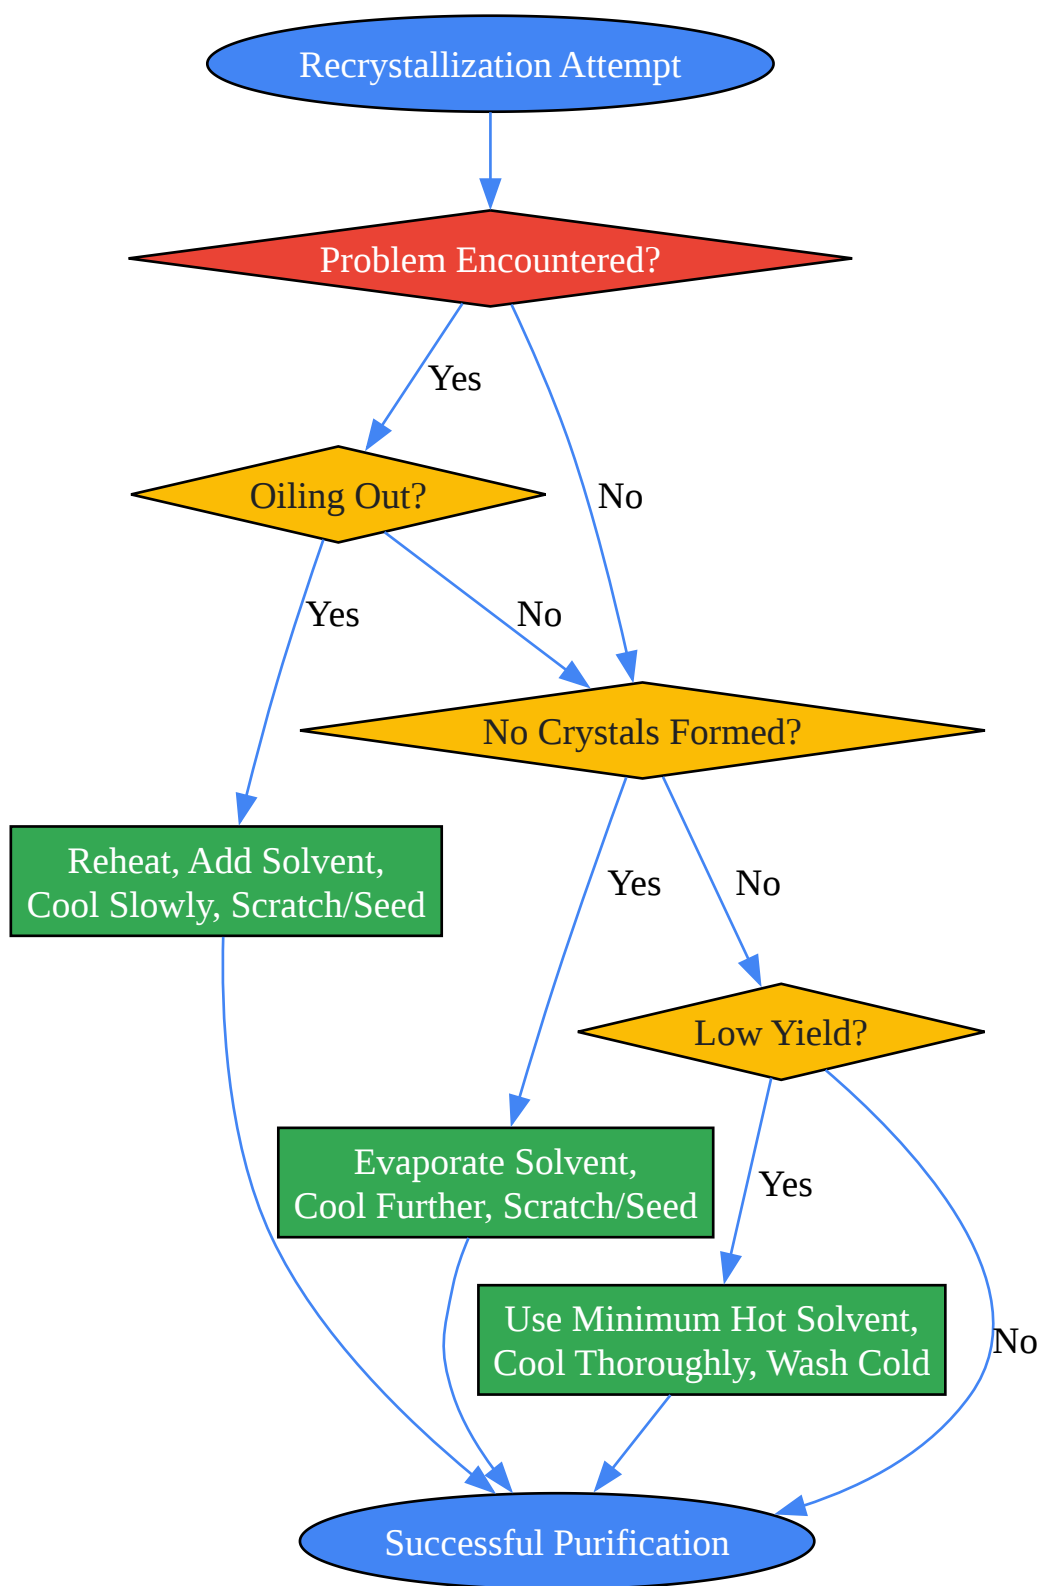 Recrystallization Attempt
Problem Encountered?
Yes
Oiling Out?
No
Yes
No
No Crystals Formed?
Reheat, Add Solvent,
Cool Slowly, Scratch/Seed
Yes
No
Low Yield?
Evaporate Solvent,
Cool Further, Scratch/Seed
Yes
Use Minimum Hot Solvent,
Cool Thoroughly, Wash Cold
No
Successful Purification